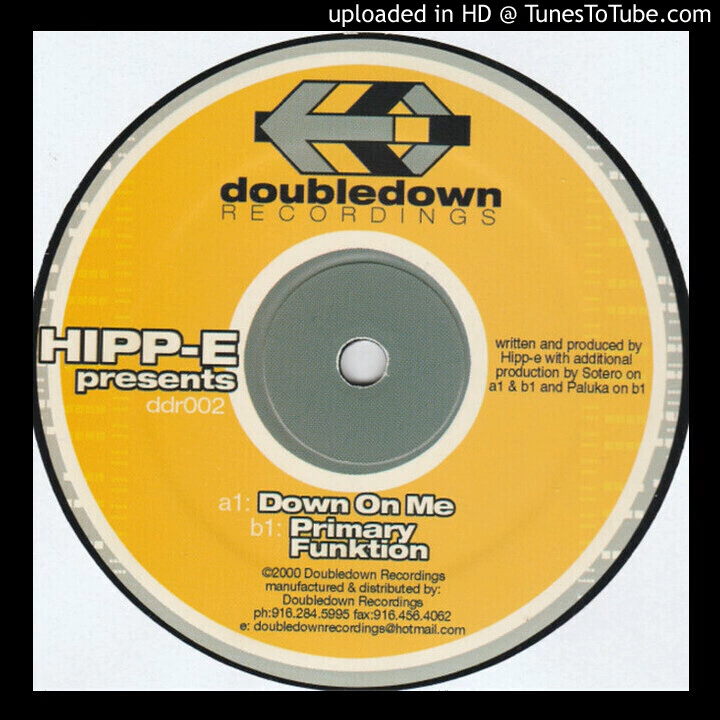 uploaded in HD @ TunesToTube.com
doubledown
RECORDINGS
HIPP-E
presents
ddr002
written and produced by
Hipp-e with additional
production by Sotero on
a1 & b1 and Paluka on b1
a1: Down On Me
b1: Primary
Funktion
©2000 Doubledown Recordings
manufactured & distributed by:
Doubledown Recordings
ph:916.284.5995 fax:916.456.4062
e: doubledownrecordings@hotmail.com